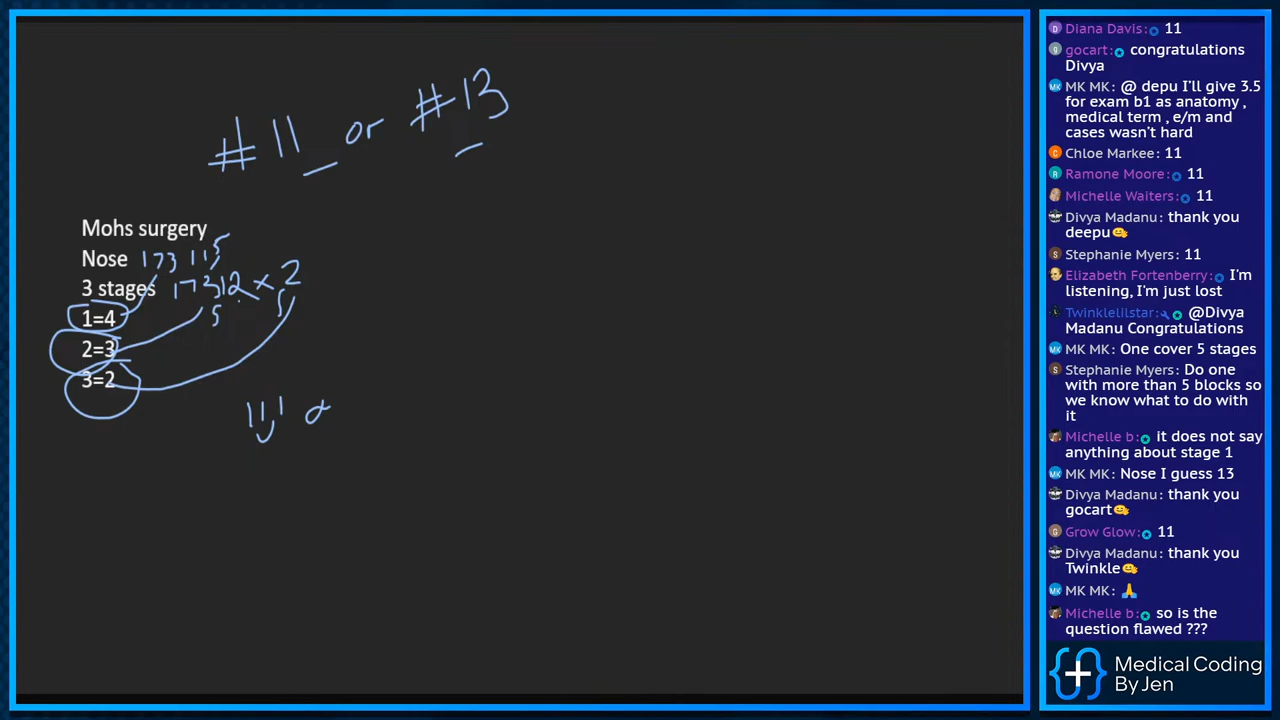 #11 or #13
Mohs surgery
Nose 17311
5
3 stages 17312 x 2
5 5
1=4
2=3
3=2
11
Diana Davis: 11
gocart: congratulations
Divya
MK MK: @ depu I'll give 3.5
for exam b1 as anatomy ,
medical term , e/m and
cases wasn't hard
Chloe Markee: 11
Ramone Moore: 11
Michelle Waiters: 11
Divya Madanu: thank you
deepu🤏
Stephanie Myers: 11
Elizabeth Fortenberry: I'm
listening, I'm just lost
Twinklelilstar: @Divya
Madanu Congratulations
MK MK: One cover 5 stages
Stephanie Myers: Do one
with more than 5 blocks so
we know what to do with
it
Michelle b: it does not say
anything about stage 1
MK MK: Nose I guess 13
Divya Madanu: thank you
gocart🤏
Grow Glow: 11
Divya Madanu: thank you
Twinkle🤏
MK MK: 🙏
Michelle b: so is the
question flawed ???
Medical Coding
By Jen